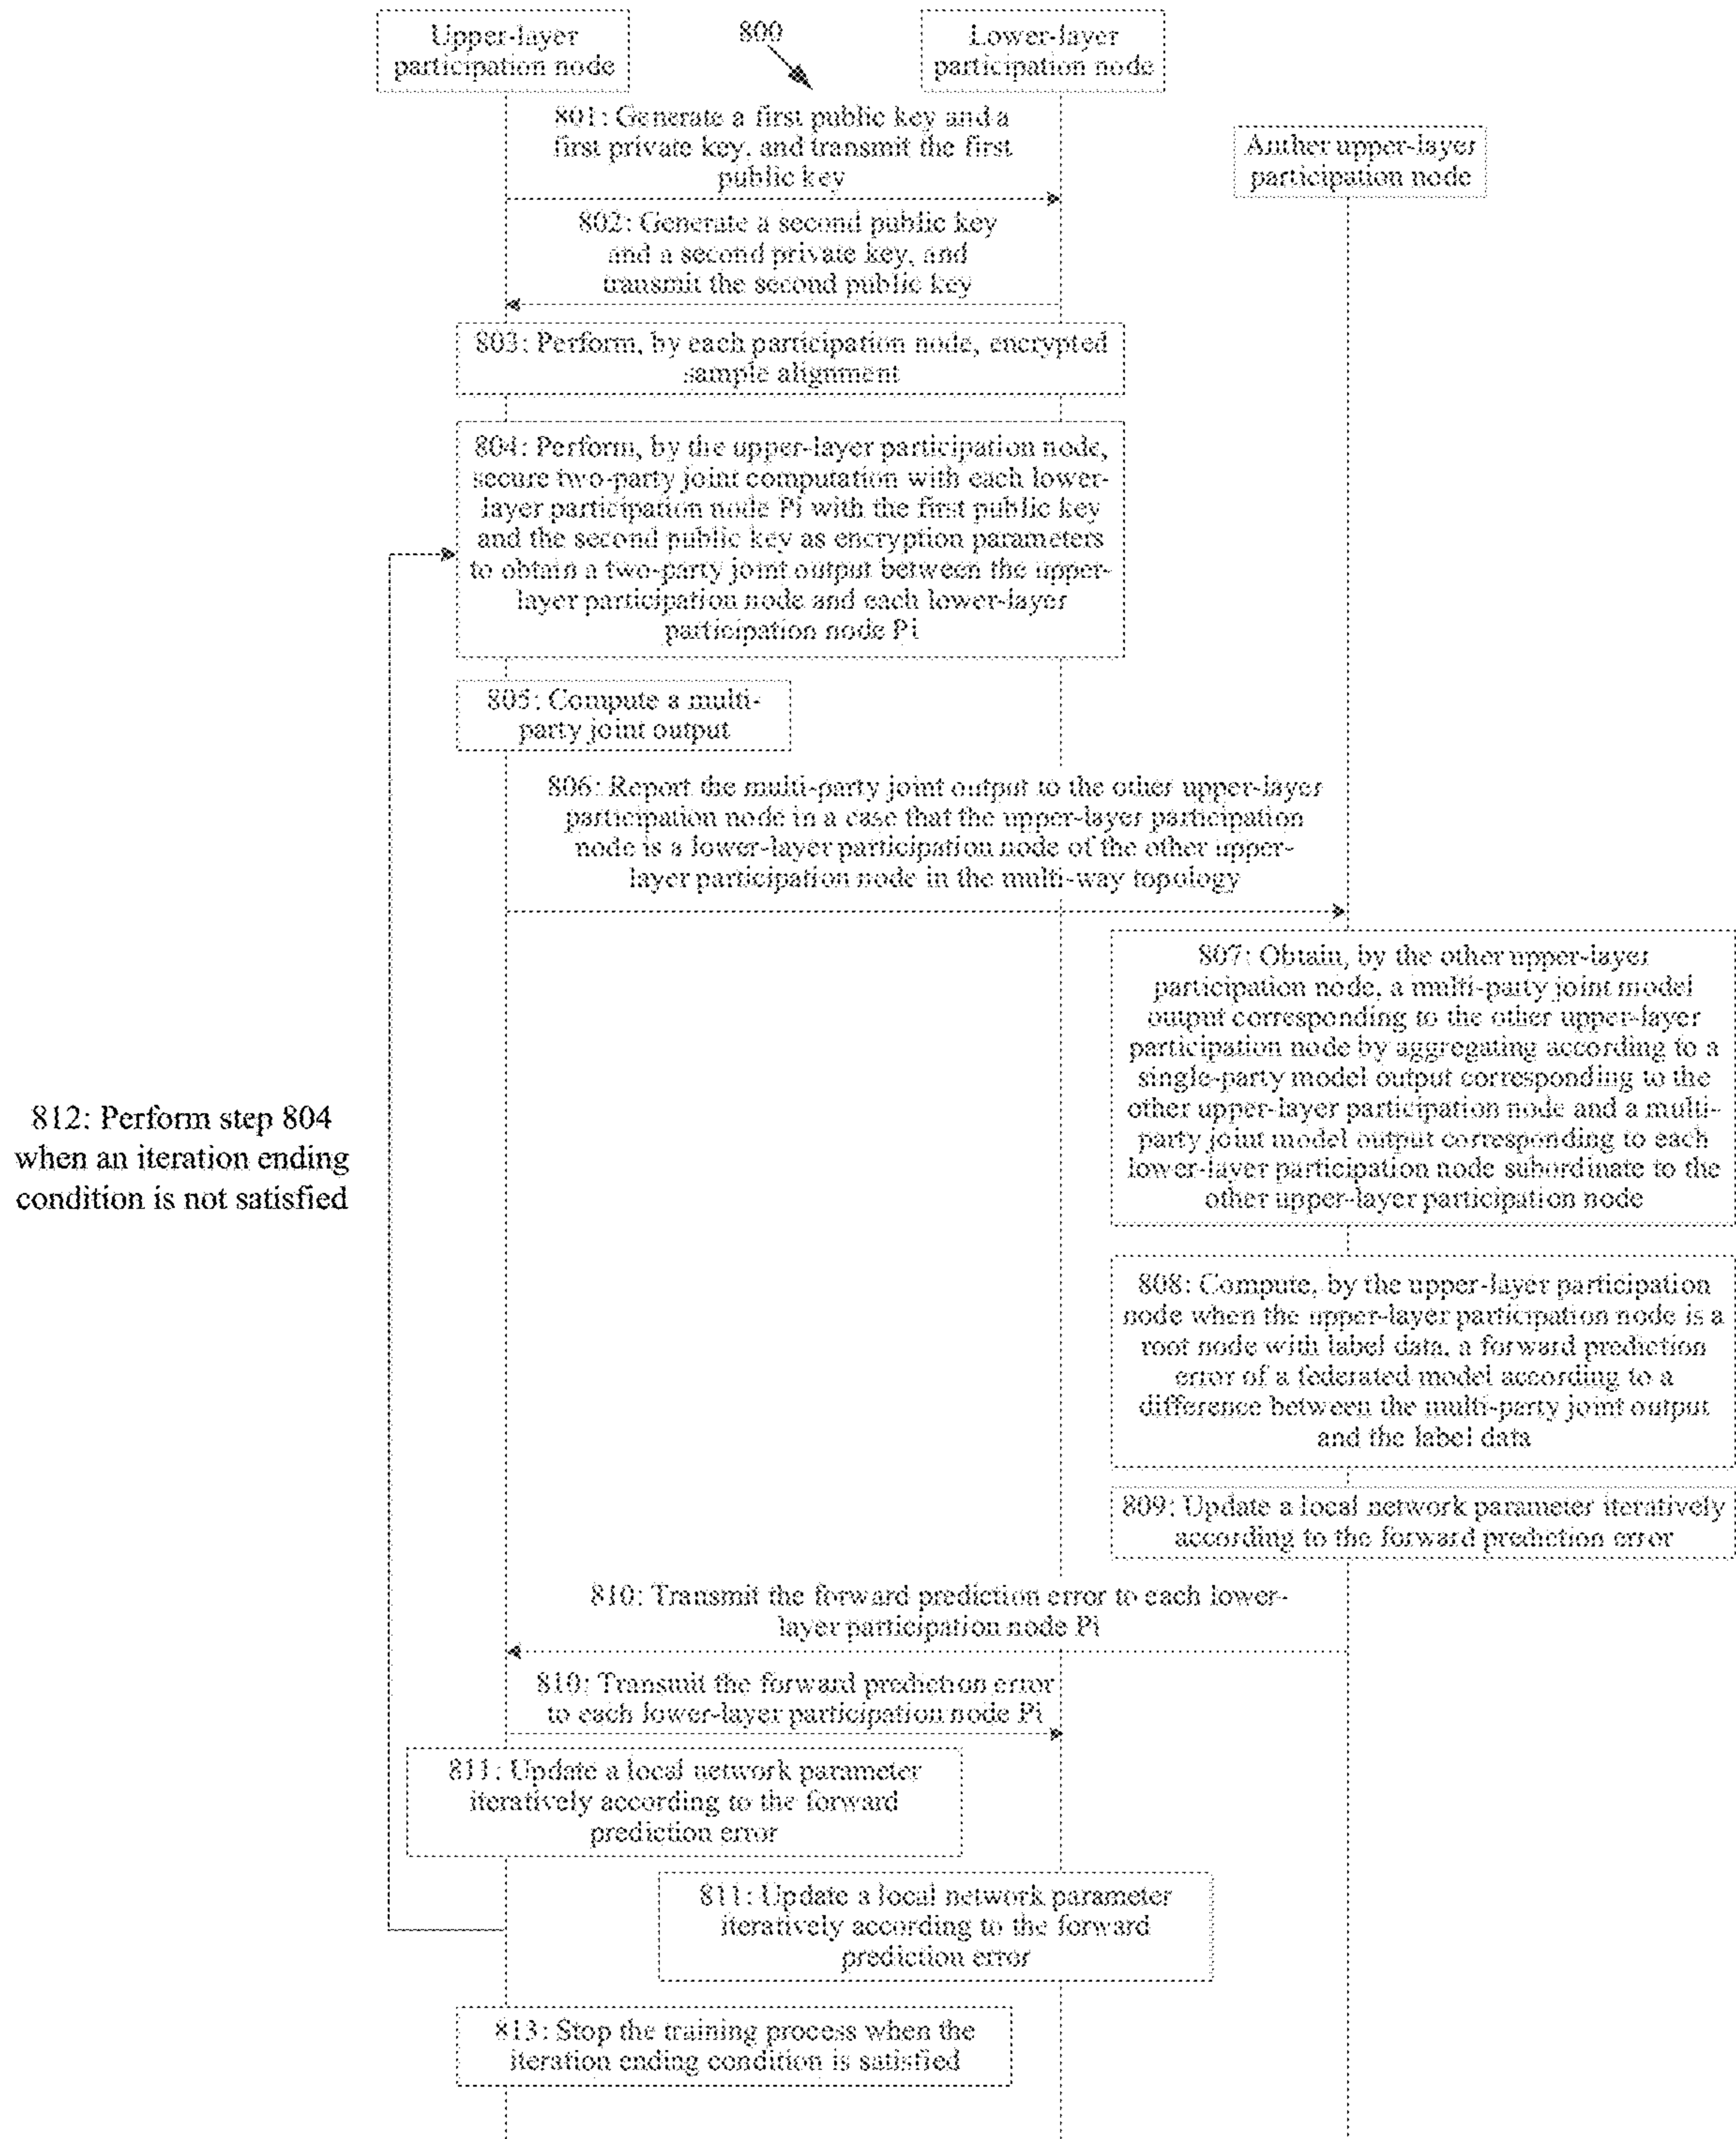 Upper-layer
participation node
800
Lower-layer
participation node
801: Generate a first public key and a
first private key, and transmit the first
public key
Anther upper-layer
participation node
802: Generate a second public key
and a second private key, and
transmit the second public key
803: Perform, by each participation node, encrypted
sample alignment
804: Perform, by the upper-layer participation node,
secure two-party joint computation with each lower-
layer participation node Pi with the first public key
and the second public key as encryption parameters
to obtain a two-party joint output between the upper-
layer participation node and each lower-layer
participation node Pi
805: Compute a multi-
party joint output
806: Report the multi-party joint output to the other upper-layer
participation node in a case that the upper-layer participation
node is a lower-layer participation node of the other upper-
layer participation node in the multi-way topology
807: Obtain, by the other upper-layer
participation node, a multi-party joint model
output corresponding to the other upper-layer
participation node by aggregating according to a
single-party model output corresponding to the
other upper-layer participation node and a multi-
party joint model output corresponding to each
lower-layer participation node subordinate to the
other upper-layer participation node
812: Perform step 804
when an iteration ending
condition is not satisfied
808: Compute, by the upper-layer participation
node when the upper-layer participation node is a
root node with label data, a forward prediction
error of a federated model according to a
difference between the multi-party joint output
and the label data
809: Update a local network parameter iteratively
according to the forward prediction error
810: Transmit the forward prediction error to each lower-
layer participation node Pi
810: Transmit the forward prediction error
to each lower-layer participation node Pi
811: Update a local network parameter
iteratively according to the forward
prediction error
811: Update a local network parameter
iteratively according to the forward
prediction error
813: Stop the training process when the
iteration ending condition is satisfied